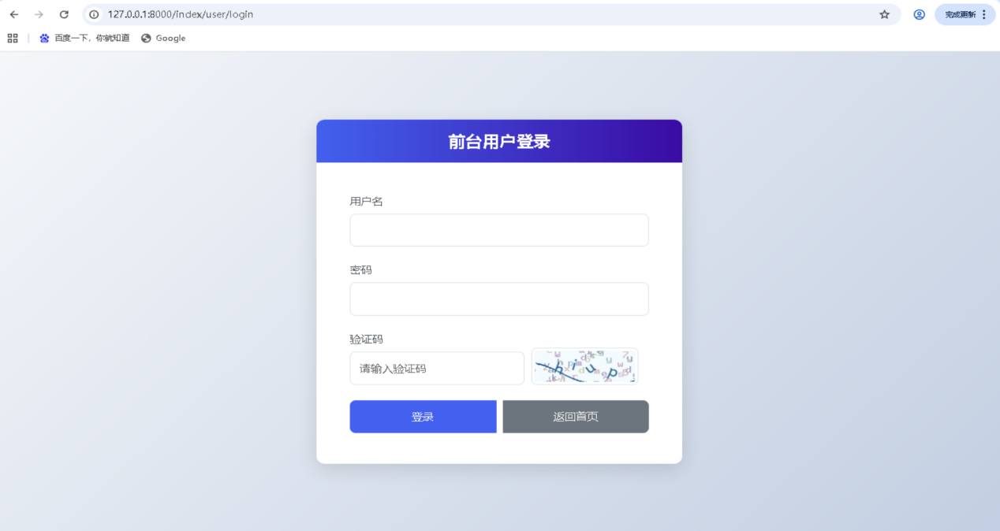 127.0.0.1:8000/index/user/login
完成更新
百度一下，你就知道 Google
前台用户登录
用户名
密码
验证码
请输入验证码
登录 返回首页